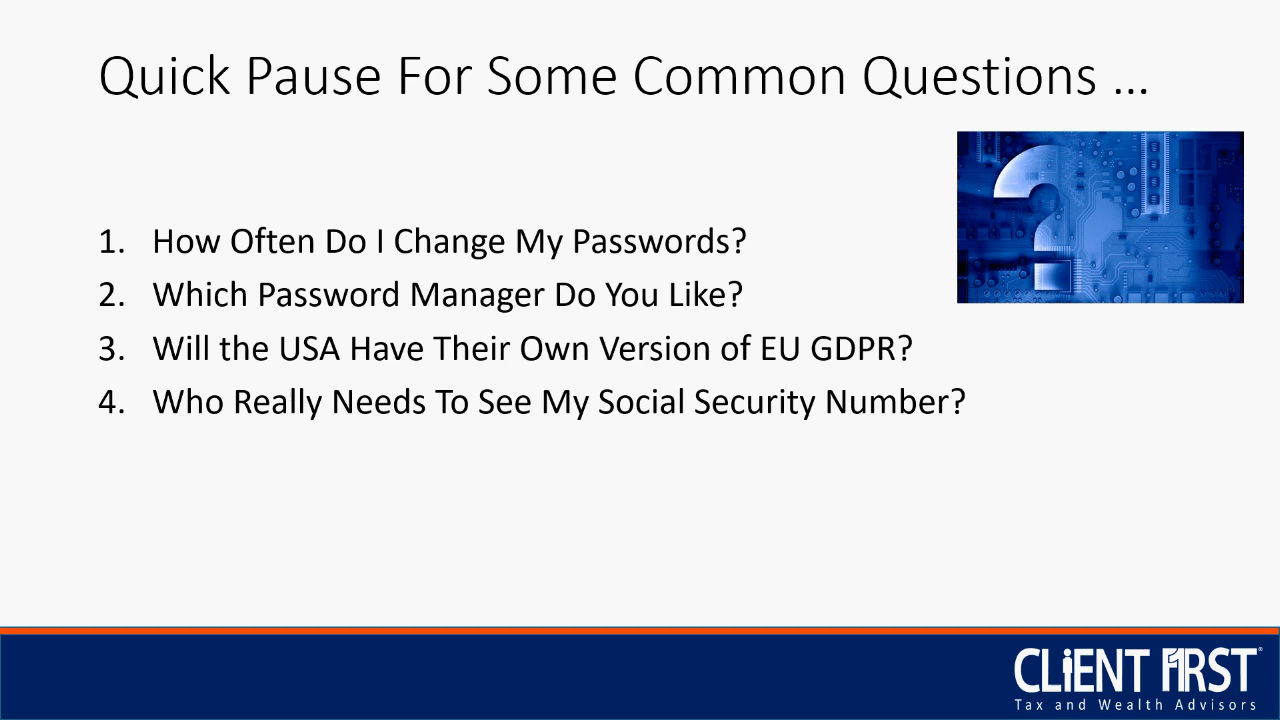 Quick Pause For Some Common Questions ...
1. How Often Do I Change My Passwords?
2. Which Password Manager Do You Like?
3. Will the USA Have Their Own Version of EU GDPR?
4. Who Really Needs To See My Social Security Number?
CLiENT FIRST®
Tax and Wealth Advisors